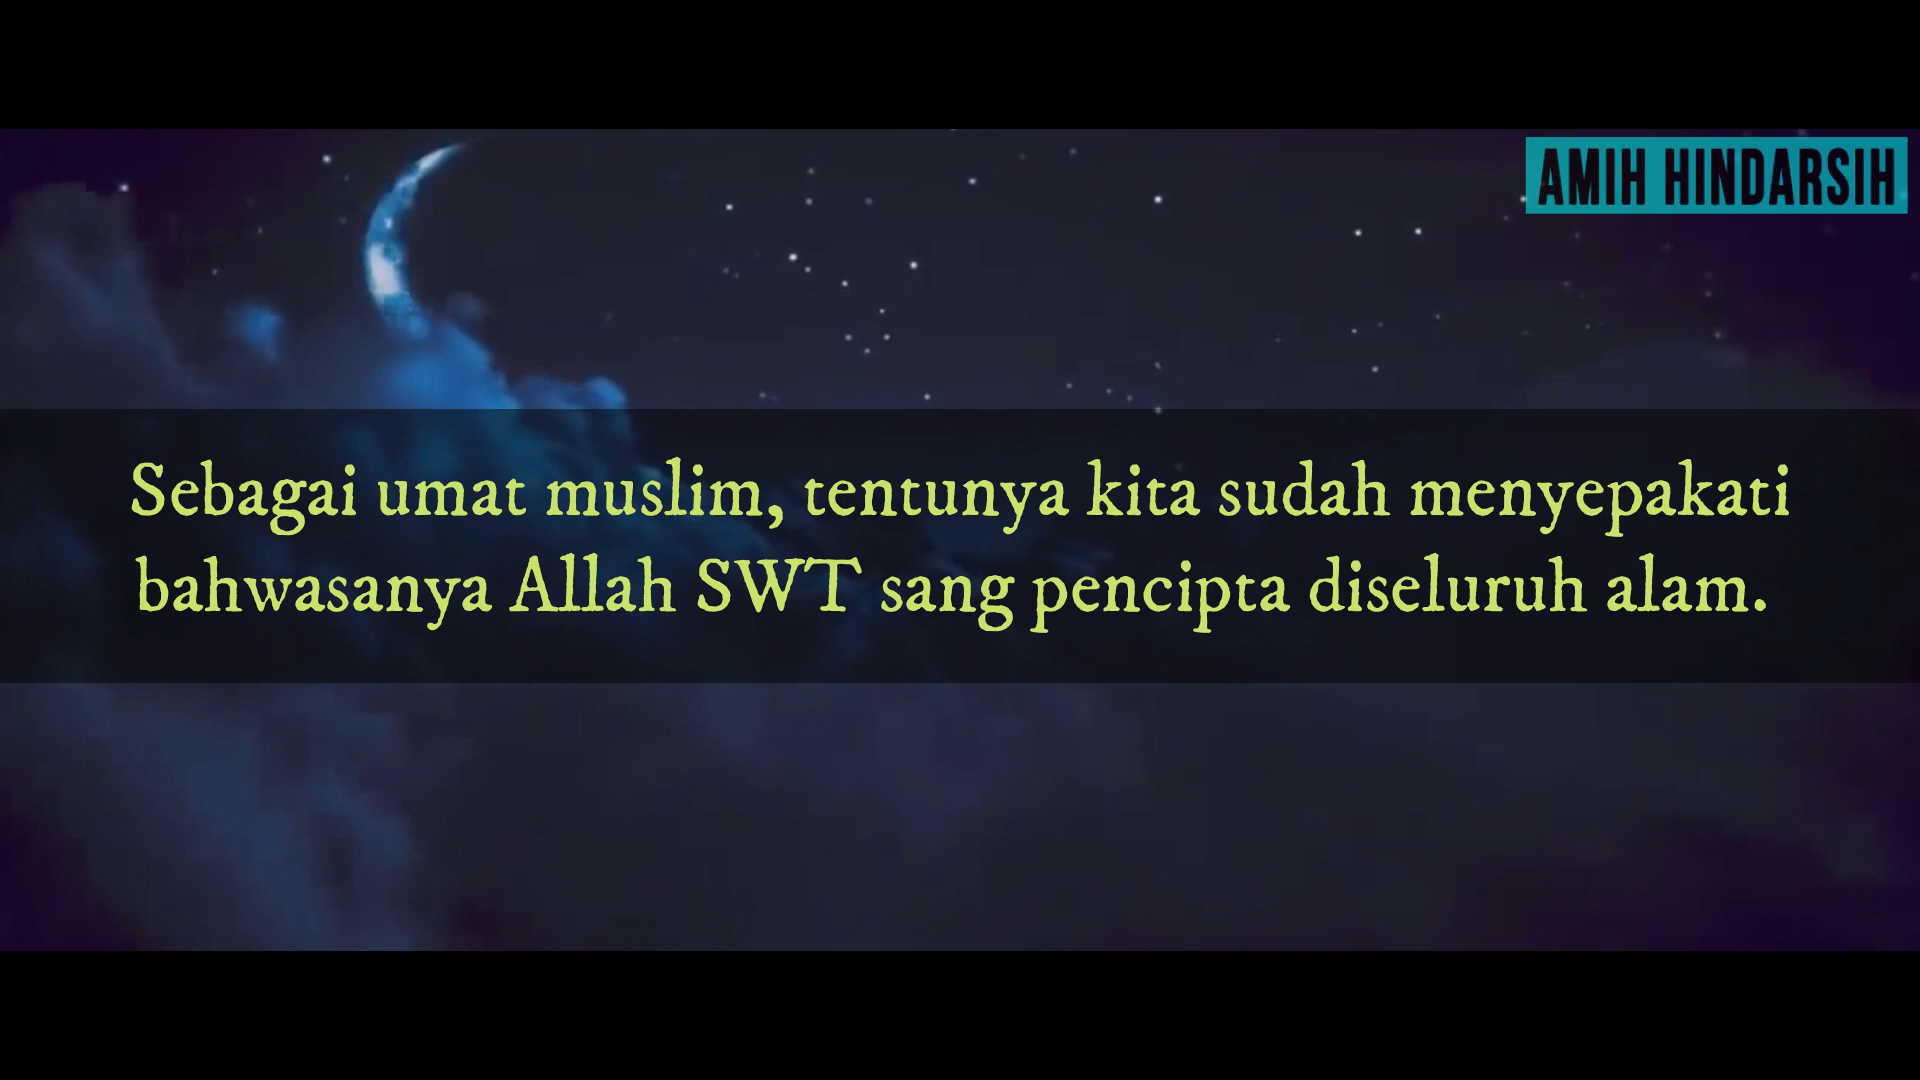 AMIH HINDARSIH
Sebagai umat muslim, tentunya kita sudah menyepakati
bahwasanya Allah SWT sang pencipta diseluruh alam.